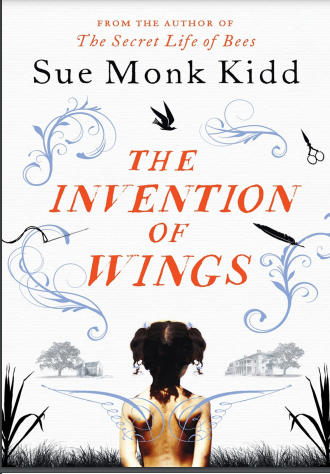 FROM THE AUTHOR OF
The Secret Life of Bees
Sue Monk Kidd
THE
INVENTION
OF
WINGS